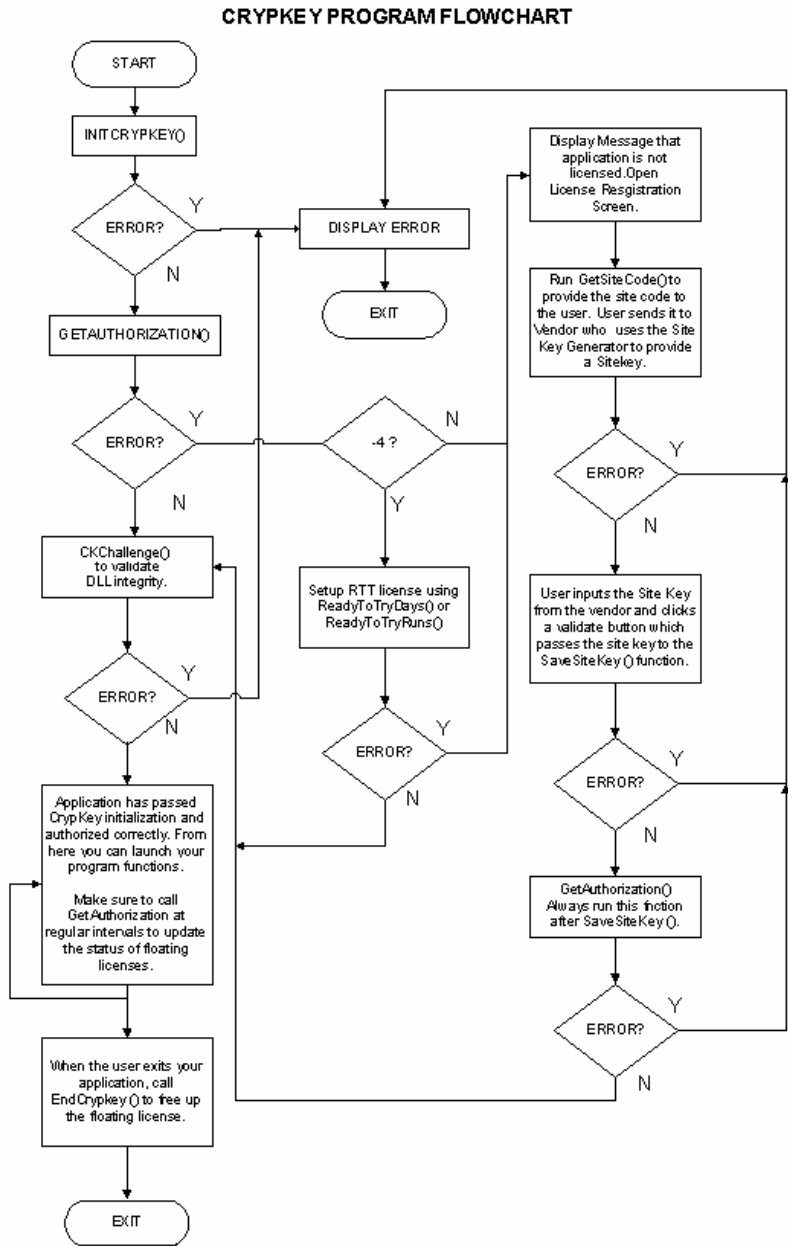 CRYPKEY PROGRAM FLOWCHART
START
INITCRYPKEY()
ERROR?
Y
N
GETAUTHORIZATION()
ERROR?
Y
N
CKChallenge()
to validate
DLL integrity.
ERROR?
Y
N
Application has passed
CrypKey initialization and
authorized correctly. From
here you can launch your
program functions.
Make sure to call
GetAuthorization at
regular intervals to update
the status of floating
licenses.
When the user exits your
application, call
EndCrypkey() to free up
the floating license.
EXIT
DISPLAY ERROR
EXIT
-4 ?
N
Y
Setup RTT license using
ReadyToTryDays() or
ReadyToTryRuns()
ERROR?
Y
N
Display Message that
application is not
licensed.Open
License Resgistration
Screen.
Run GetSiteCode() to
provide the site code to
the user. User sends it to
Vendor who uses the Site
Key Generator to provide
a Sitekey.
ERROR?
Y
N
User inputs the Site Key
from the vendor and clicks
a validate button which
passes the site key to the
SaveSiteKey() function.
ERROR?
Y
N
GetAuthorization()
Always run this fnction
after SaveSiteKey().
ERROR?
Y
N